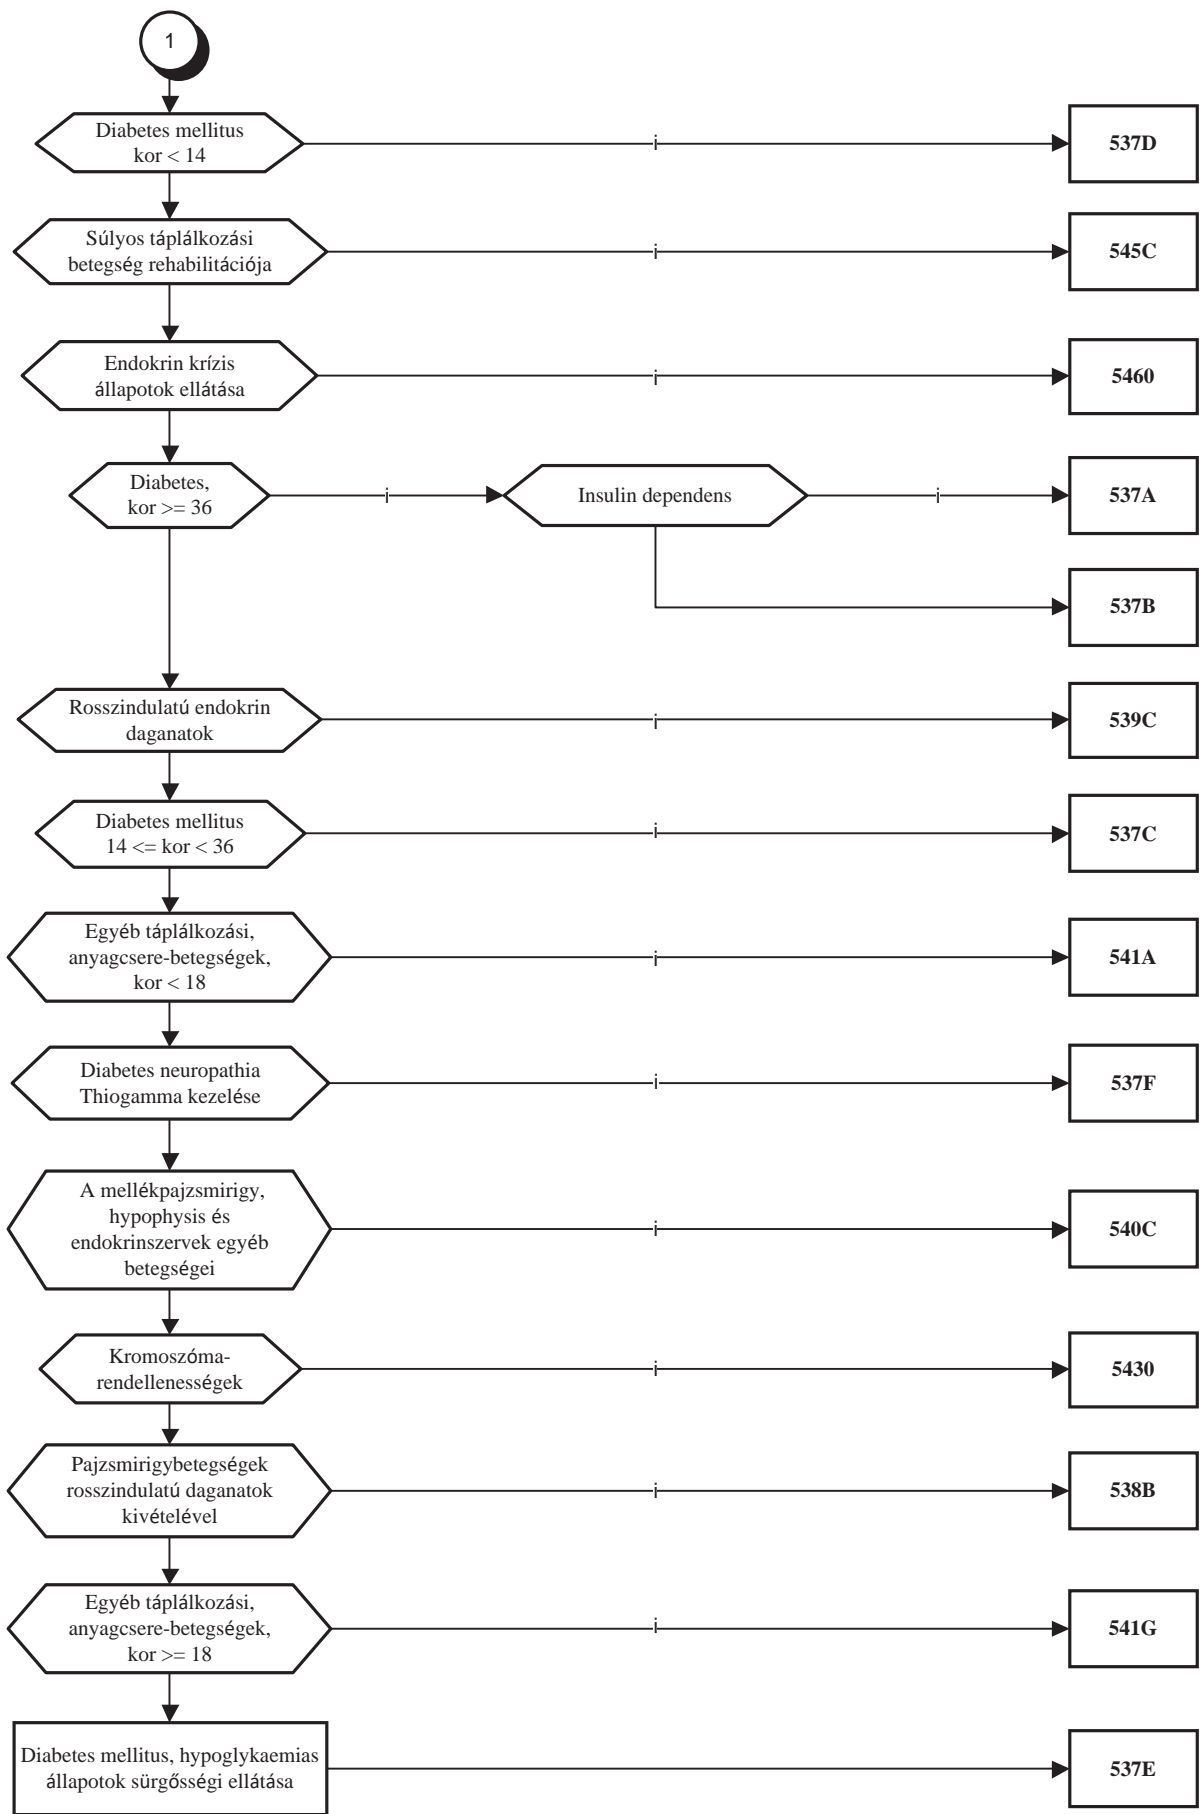 1
Diabetes mellitus
kor < 14
i
537D
Súlyos táplálkozási
betegség rehabilitációja
i
545C
Endokrin krízis
állapotok ellátása
i
5460
Diabetes,
kor >= 36
i
Insulin dependens
i
537A
537B
Rosszindulatú endokrin
daganatok
i
539C
Diabetes mellitus
14 <= kor < 36
i
537C
Egyéb táplálkozási,
anyagcsere-betegségek,
kor < 18
i
541A
Diabetes neuropathia
Thiogamma kezelése
i
537F
A mellékpajzsmirigy,
hypophysis és
endokrinszervek egyéb
betegségei
i
540C
Kromoszóma-
rendellenességek
i
5430
Pajzsmirigybetegségek
rosszindulatú daganatok
kivételével
i
538B
Egyéb táplálkozási,
anyagcsere-betegségek,
kor >= 18
i
541G
Diabetes mellitus, hypoglykaemias
állapotok sürgősségi ellátása
537E